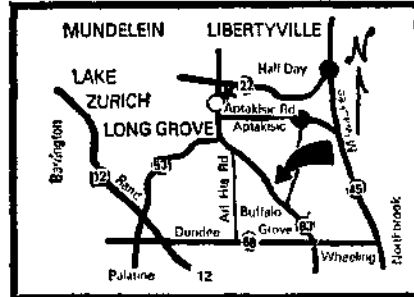 MUNDELEIN LIBERTYVILLE
N
LAKE
ZURICH
22
Half Day
Aptakisic Rd
Aptakisic
LONG GROVE
Milwaukee
Barrington
53
12
Rand
Arl Hts Rd
45
Buffalo
Grove
83
Dundee
68
Wheeling
Northbrook
Palatine
12